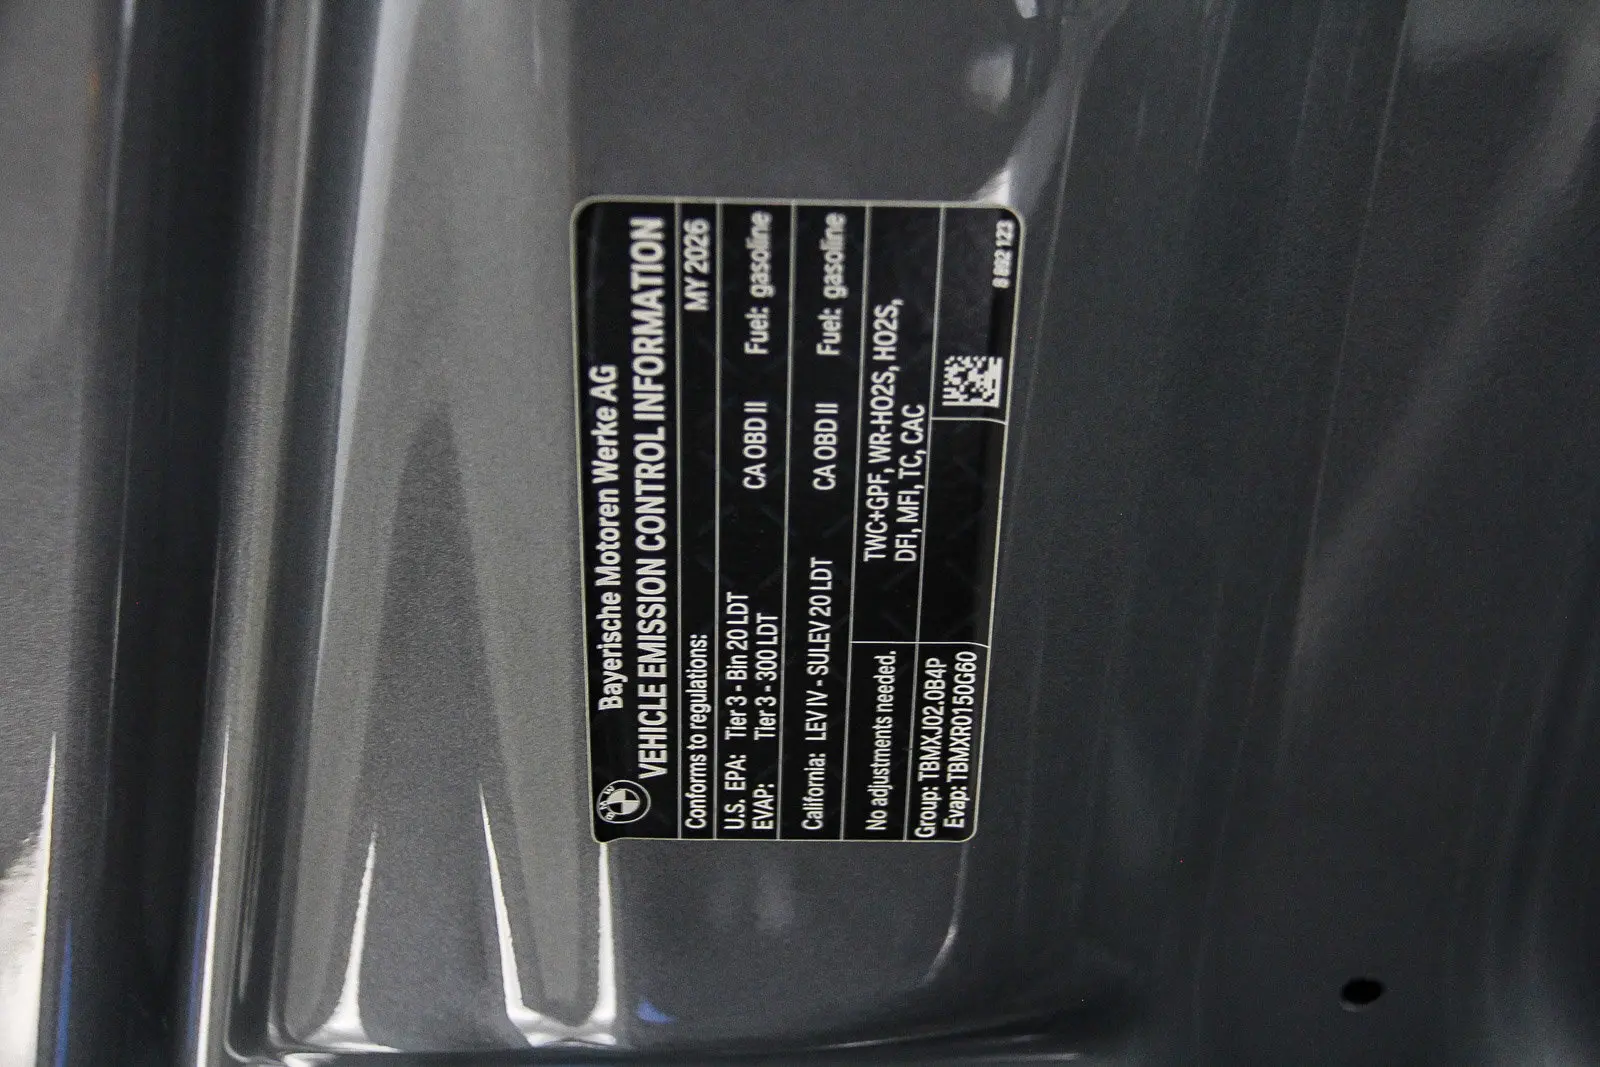 BMW
Bayerische Motoren Werke AG
VEHICLE EMISSION CONTROL INFORMATION
Conforms to regulations: MY 2026
U.S. EPA: Tier 3 - Bin 20 LDT CA OBD II Fuel: gasoline
EVAP: Tier 3 - 300 LDT
California: LEV IV - SULEV 20 LDT CA OBD II Fuel: gasoline
No adjustments needed. TWC+GPF, WR-HO2S, HO2S,
DFI, MFI, TC, CAC
Group: TBMXJ02.0B4P
Evap: TBMXR0150G60
8 892 123